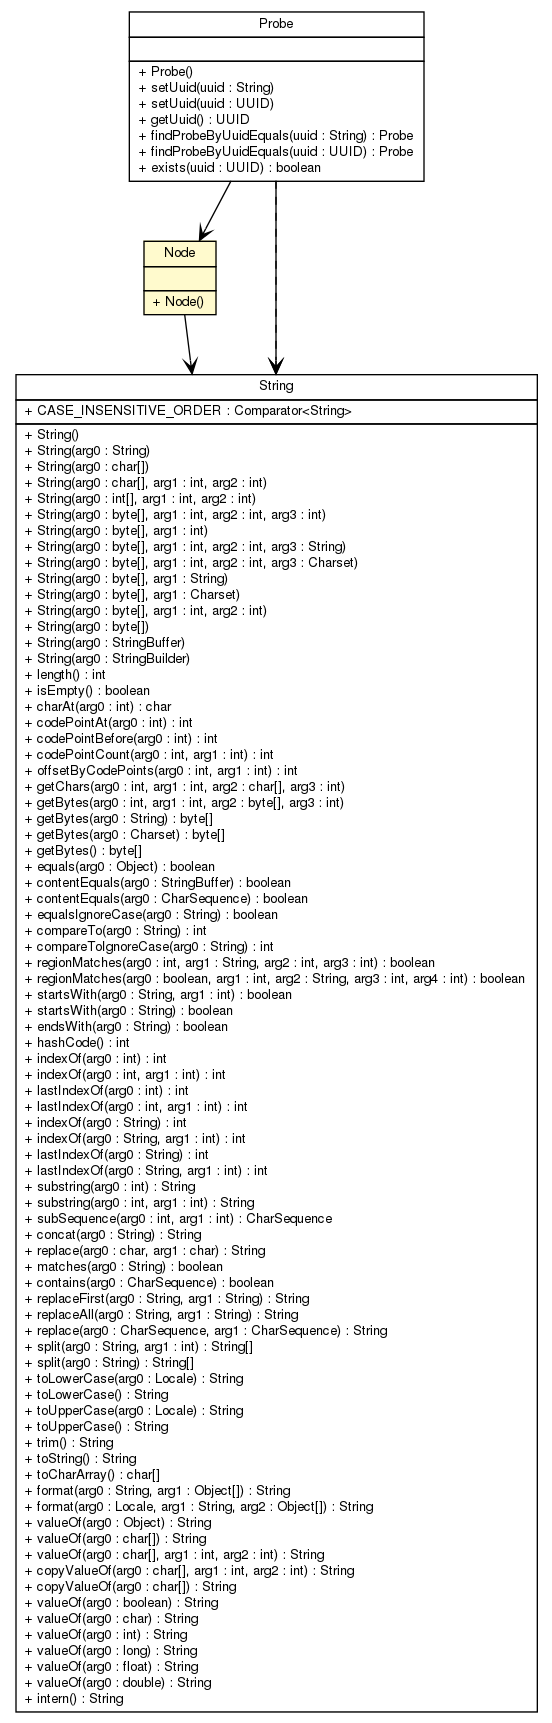 Probe
+ Probe()
+ setUuid(uuid : String)
+ setUuid(uuid : UUID)
+ getUuid() : UUID
+ findProbeByUuidEquals(uuid : String) : Probe
+ findProbeByUuidEquals(uuid : UUID) : Probe
+ exists(uuid : UUID) : boolean
Node
+ Node()
String
+ CASE_INSENSITIVE_ORDER : Comparator<String>
+ String()
+ String(arg0 : String)
+ String(arg0 : char[])
+ String(arg0 : char[], arg1 : int, arg2 : int)
+ String(arg0 : int[], arg1 : int, arg2 : int)
+ String(arg0 : byte[], arg1 : int, arg2 : int, arg3 : int)
+ String(arg0 : byte[], arg1 : int)
+ String(arg0 : byte[], arg1 : int, arg2 : int, arg3 : String)
+ String(arg0 : byte[], arg1 : int, arg2 : int, arg3 : Charset)
+ String(arg0 : byte[], arg1 : String)
+ String(arg0 : byte[], arg1 : Charset)
+ String(arg0 : byte[], arg1 : int, arg2 : int)
+ String(arg0 : byte[])
+ String(arg0 : StringBuffer)
+ String(arg0 : StringBuilder)
+ length() : int
+ isEmpty() : boolean
+ charAt(arg0 : int) : char
+ codePointAt(arg0 : int) : int
+ codePointBefore(arg0 : int) : int
+ codePointCount(arg0 : int, arg1 : int) : int
+ offsetByCodePoints(arg0 : int, arg1 : int) : int
+ getChars(arg0 : int, arg1 : int, arg2 : char[], arg3 : int)
+ getBytes(arg0 : int, arg1 : int, arg2 : byte[], arg3 : int)
+ getBytes(arg0 : String) : byte[]
+ getBytes(arg0 : Charset) : byte[]
+ getBytes() : byte[]
+ equals(arg0 : Object) : boolean
+ contentEquals(arg0 : StringBuffer) : boolean
+ contentEquals(arg0 : CharSequence) : boolean
+ equalsIgnoreCase(arg0 : String) : boolean
+ compareTo(arg0 : String) : int
+ compareToIgnoreCase(arg0 : String) : int
+ regionMatches(arg0 : int, arg1 : String, arg2 : int, arg3 : int) : boolean
+ regionMatches(arg0 : boolean, arg1 : int, arg2 : String, arg3 : int, arg4 : int) : boolean
+ startsWith(arg0 : String, arg1 : int) : boolean
+ startsWith(arg0 : String) : boolean
+ endsWith(arg0 : String) : boolean
+ hashCode() : int
+ indexOf(arg0 : int) : int
+ indexOf(arg0 : int, arg1 : int) : int
+ lastIndexOf(arg0 : int) : int
+ lastIndexOf(arg0 : int, arg1 : int) : int
+ indexOf(arg0 : String) : int
+ indexOf(arg0 : String, arg1 : int) : int
+ lastIndexOf(arg0 : String) : int
+ lastIndexOf(arg0 : String, arg1 : int) : int
+ substring(arg0 : int) : String
+ substring(arg0 : int, arg1 : int) : String
+ subSequence(arg0 : int, arg1 : int) : CharSequence
+ concat(arg0 : String) : String
+ replace(arg0 : char, arg1 : char) : String
+ matches(arg0 : String) : boolean
+ contains(arg0 : CharSequence) : boolean
+ replaceFirst(arg0 : String, arg1 : String) : String
+ replaceAll(arg0 : String, arg1 : String) : String
+ replace(arg0 : CharSequence, arg1 : CharSequence) : String
+ split(arg0 : String, arg1 : int) : String[]
+ split(arg0 : String) : String[]
+ toLowerCase(arg0 : Locale) : String
+ toLowerCase() : String
+ toUpperCase(arg0 : Locale) : String
+ toUpperCase() : String
+ trim() : String
+ toString() : String
+ toCharArray() : char[]
+ format(arg0 : String, arg1 : Object[]) : String
+ format(arg0 : Locale, arg1 : String, arg2 : Object[]) : String
+ valueOf(arg0 : Object) : String
+ valueOf(arg0 : char[]) : String
+ valueOf(arg0 : char[], arg1 : int, arg2 : int) : String
+ copyValueOf(arg0 : char[], arg1 : int, arg2 : int) : String
+ copyValueOf(arg0 : char[]) : String
+ valueOf(arg0 : boolean) : String
+ valueOf(arg0 : char) : String
+ valueOf(arg0 : int) : String
+ valueOf(arg0 : long) : String
+ valueOf(arg0 : float) : String
+ valueOf(arg0 : double) : String
+ intern() : String